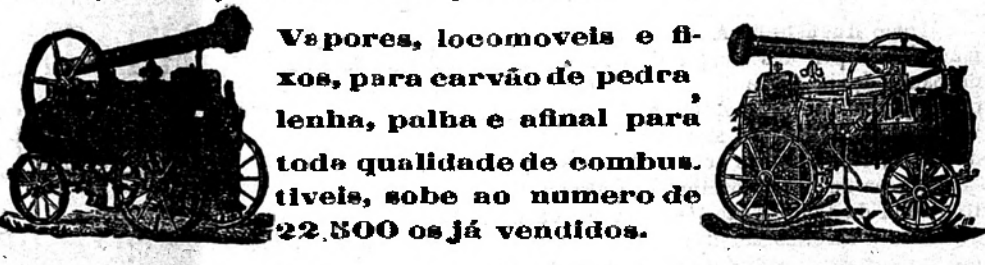 Vapores, locomoveis e fi-
xos, para carvão de pedra,
lenha, palha e afinal para
toda qualidade de combus.
tiveis, sobe ao numero de
22.500 os já vendidos.